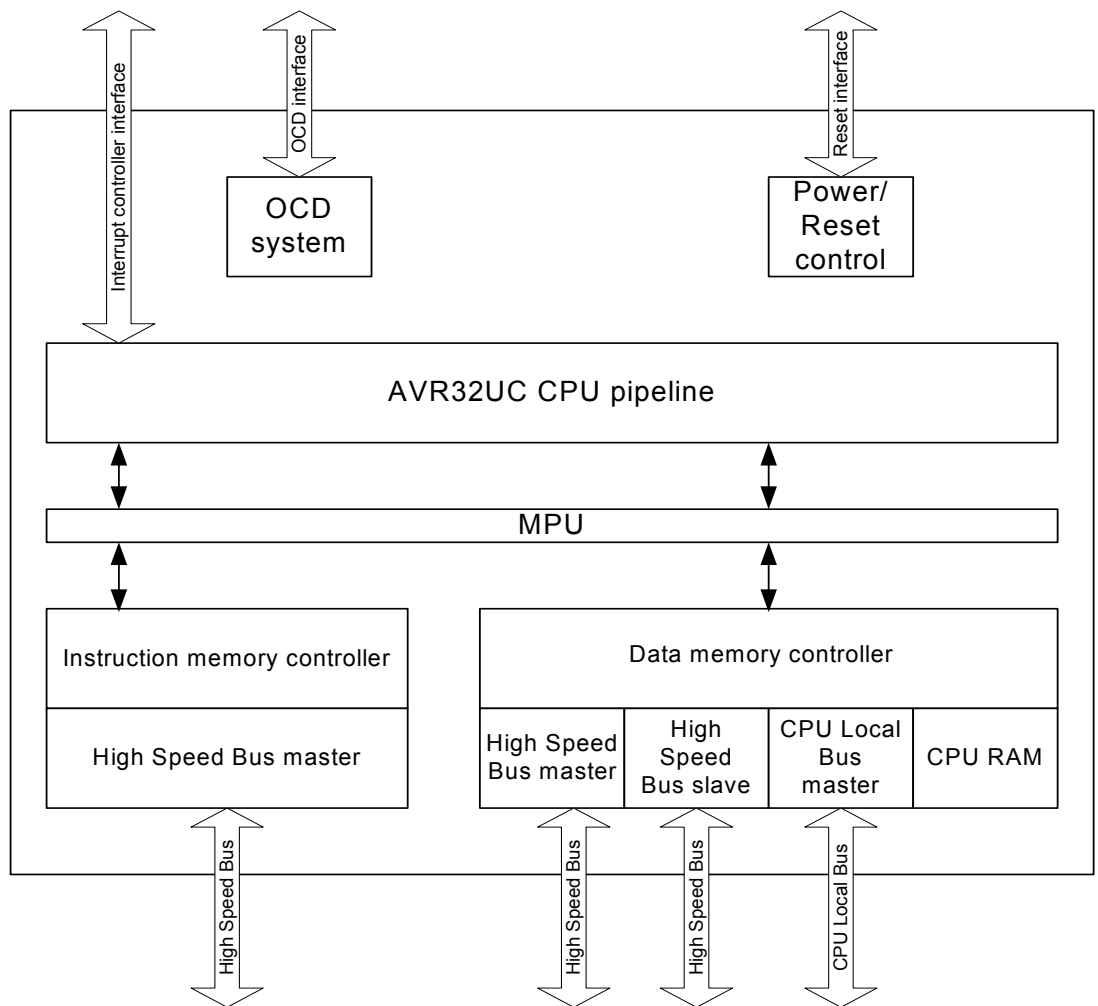 Interrupt controller interface
OCD interface
Reset interface
OCD
system
Power/
Reset
control
AVR32UC CPU pipeline
MPU
Instruction memory controller
High Speed Bus master
Data memory controller
High Speed
Bus master
High
Speed
Bus slave
CPU Local
Bus
master
CPU RAM
High Speed Bus
High Speed Bus
High Speed Bus
CPU Local Bus